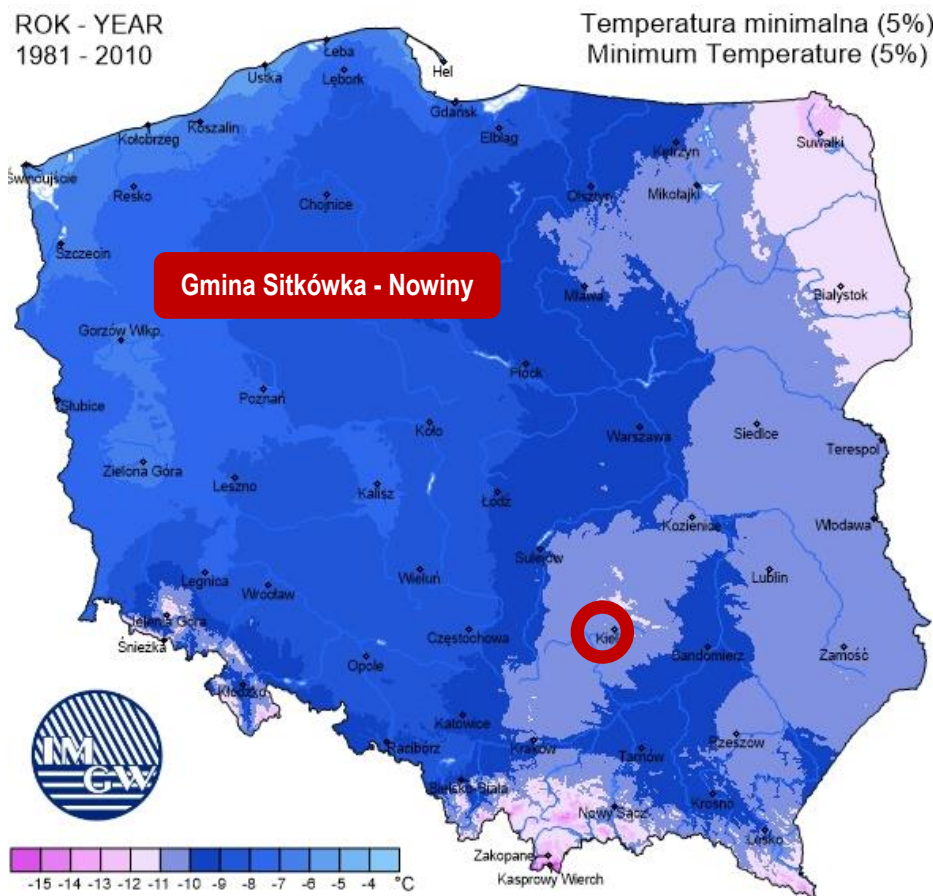 ROK - YEAR
1981 - 2010
Temperatura minimalna (5%)
Minimum Temperature (5%)
Łeba
Hel
Ustka
Lębork
Gdańsk
Koszalin
Kołobrzeg
Elbląg
Suwałki
Kętrzyn
Świnoujście
Resko
Chojnice
Olsztyn
Mikołajki
Szczecin
Gmina Sitkówka - Nowiny
Mława
Białystok
Gorzów Wlkp.
Płock
Poznań
Słubice
Koło
Warszawa
Siedlce
Terespol
Zielona Góra
Leszno
Kalisz
Łódź
Kozienice
Włodawa
Sulejów
Legnica
Wrocław
Wieluń
Lublin
Jelenia Góra
Śnieżka
Częstochowa
Kiel
Sandomierz
Zamość
Opole
Kłodzko
Katowice
Racibórz
Kraków
Tarnów
Rzeszów
IM
GW
Bielsko-Biała
Nowy Sącz
Krosno
Lesko
Zakopane
Kasprowy Wierch
-15 -14 -13 -12 -11 -10 -9 -8 -7 -6 -5 -4 °C